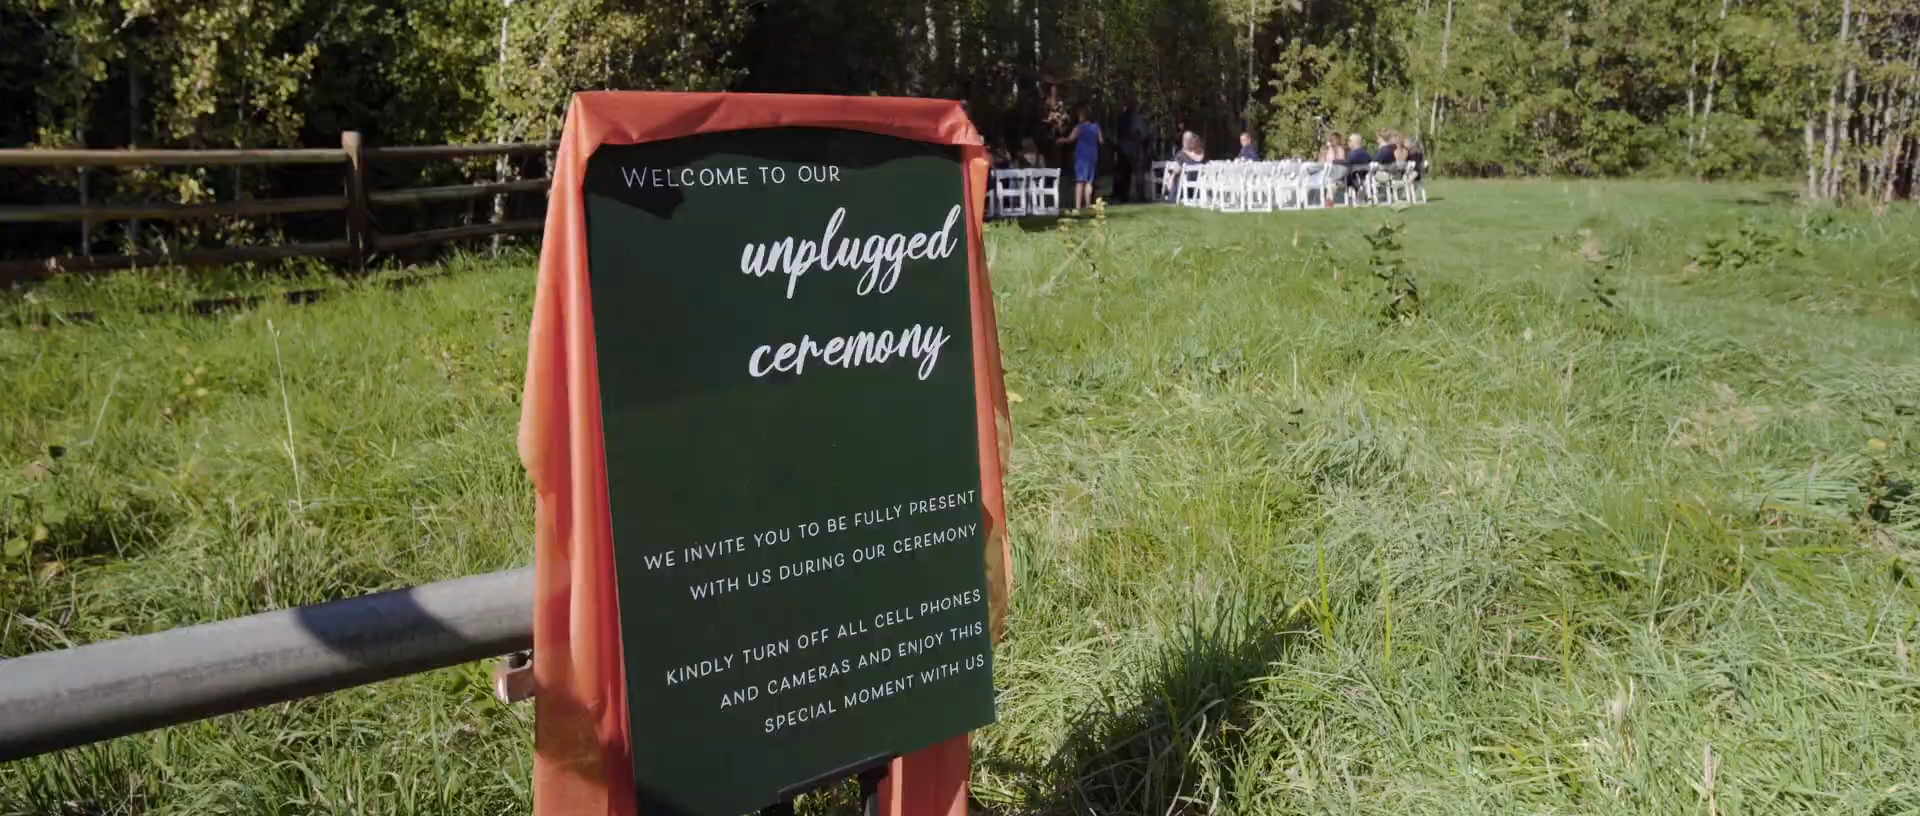 WELCOME TO OUR
unplugged
ceremony
WE INVITE YOU TO BE FULLY PRESENT
WITH US DURING OUR CEREMONY
KINDLY TURN OFF ALL CELL PHONES
AND CAMERAS AND ENJOY THIS
SPECIAL MOMENT WITH US